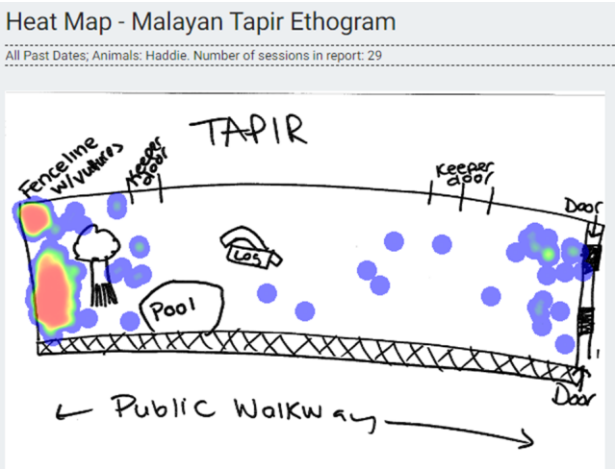 Heat Map - Malayan Tapir Ethogram
All Past Dates; Animals: Haddie. Number of sessions in report: 29
TAPIR
Fenceline
w/vultures
Keeper
door
Keeper
door
Door
LOG
Pool
Door
← Public Walkway →